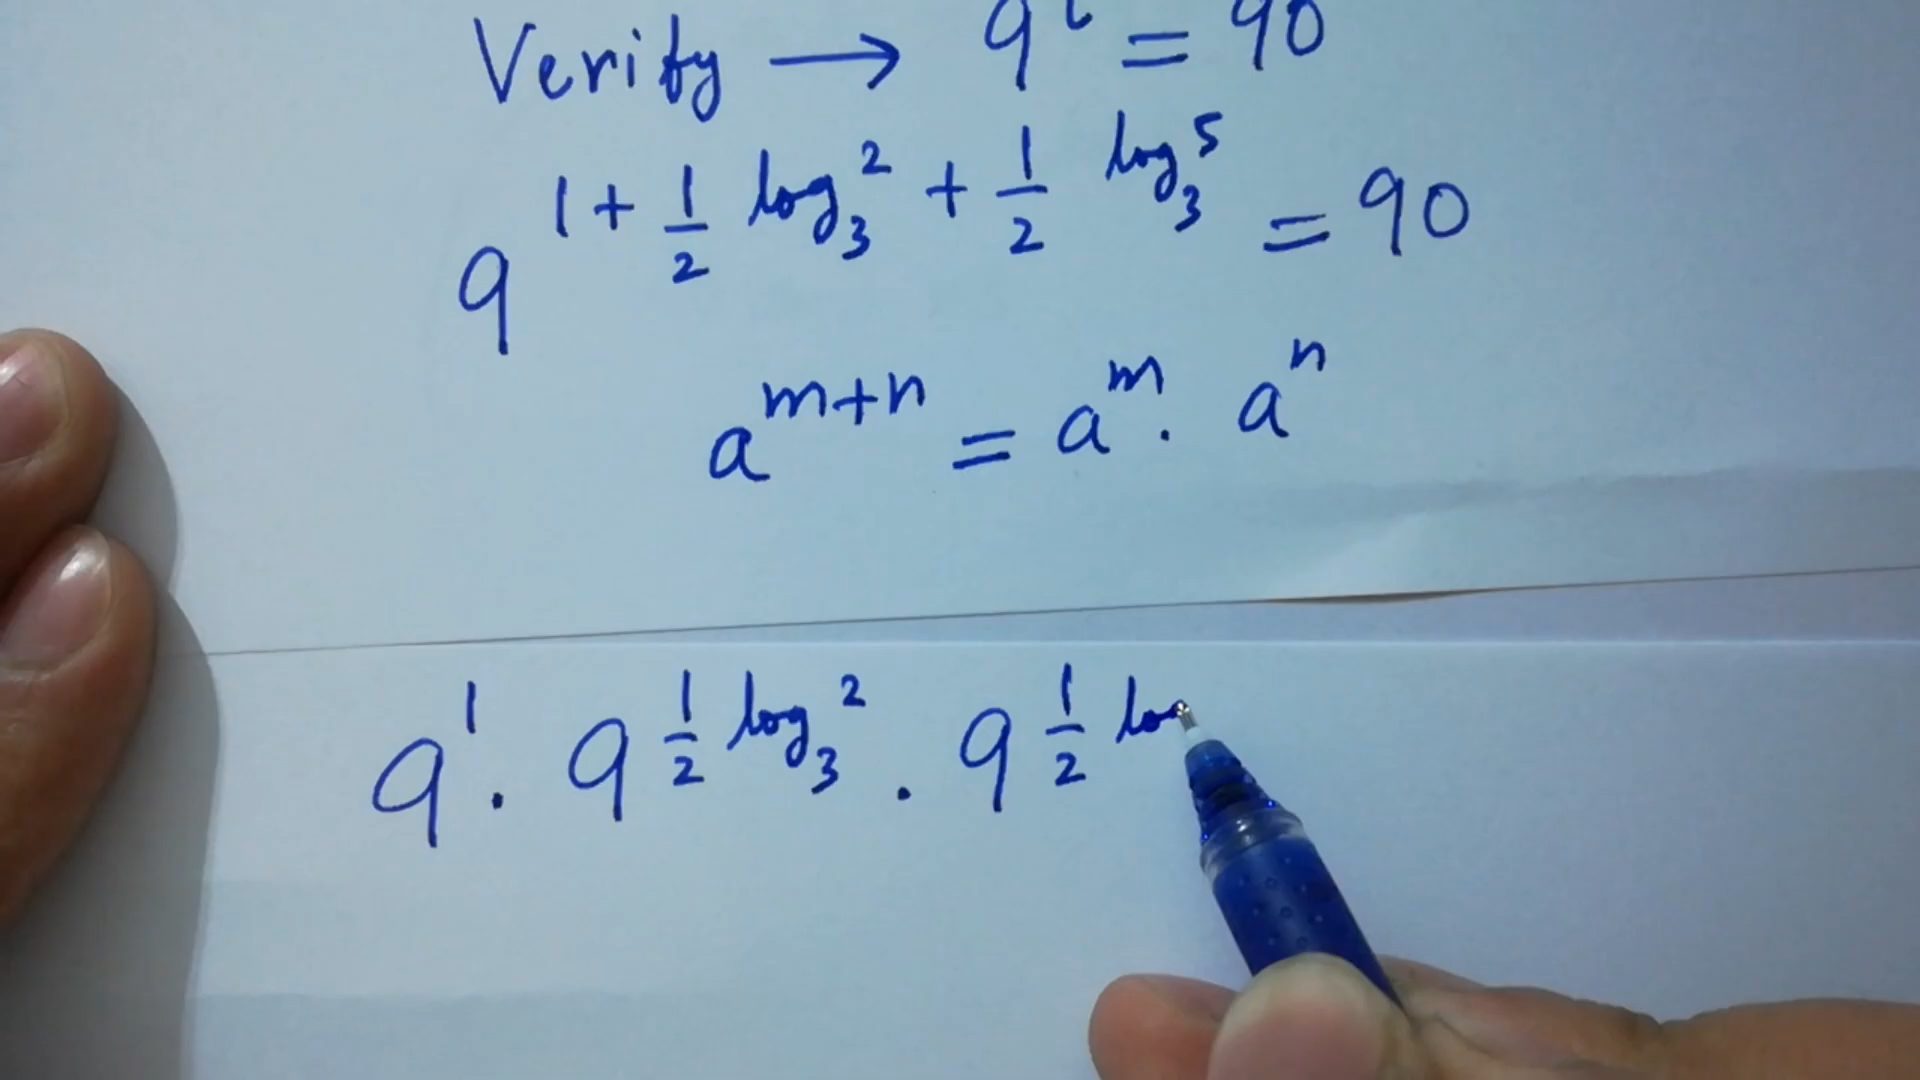 Verify → 9^t = 90
9^(1 + 1/2 log_3 2 + 1/2 log_3 5) = 90
a^(m+n) = a^m . a^n
9^1 . 9^(1/2 log_3 2) . 9^(1/2 lo